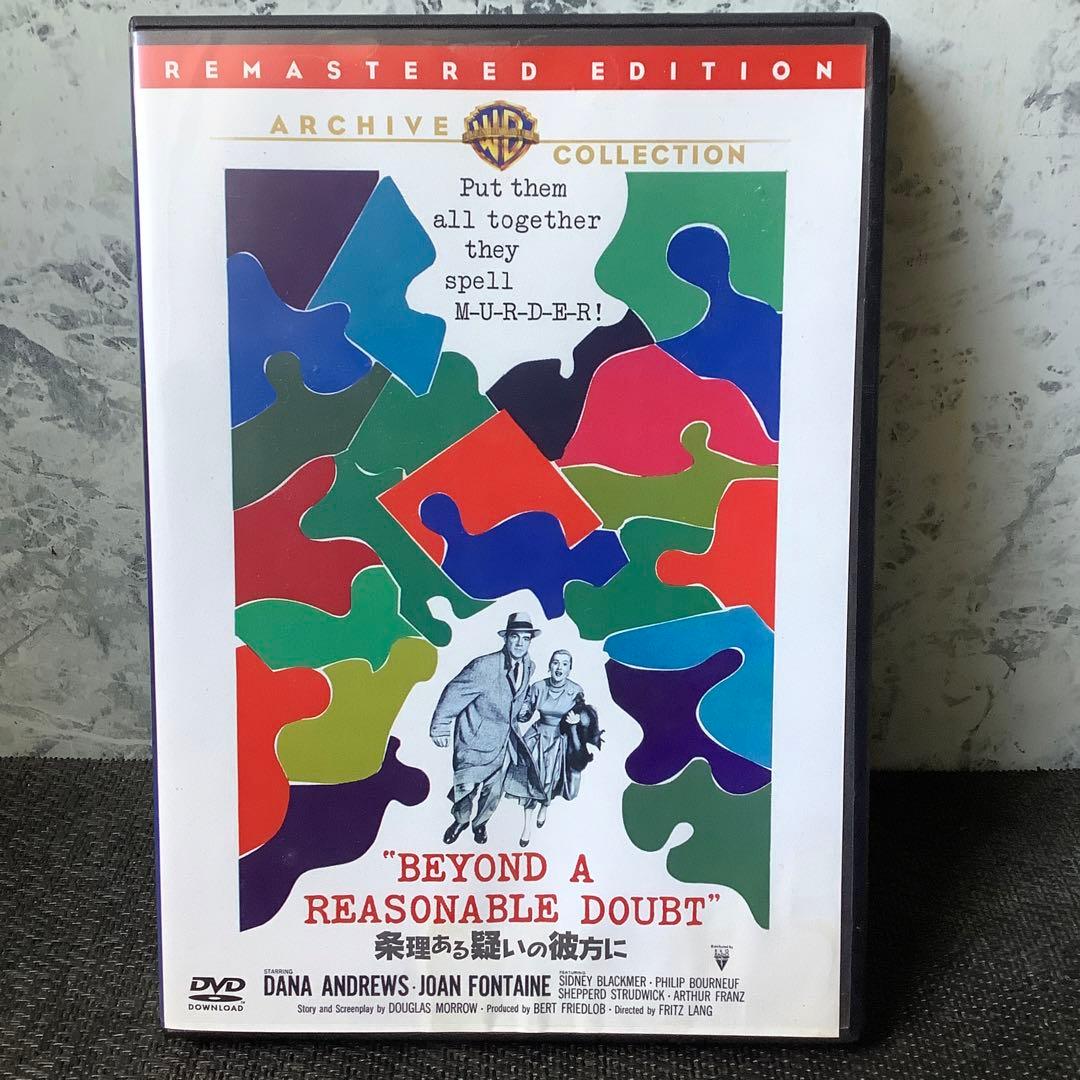 REMASTERED EDITION
ARCHIVE WB COLLECTION
Put them
all together
they
spell
M-U-R-D-E-R!
"BEYOND A
REASONABLE DOUBT"
条理ある疑いの彼方に
DVD
DOWNLOAD
STARRING
DANA ANDREWS · JOAN FONTAINE
FEATURING
SIDNEY BLACKMER · PHILIP BOURNEUF
SHEPPERD STRUDWICK · ARTHUR FRANZ
Story and Screenplay by DOUGLAS MORROW · Produced by BERT FRIEDLOB · Directed by FRITZ LANG